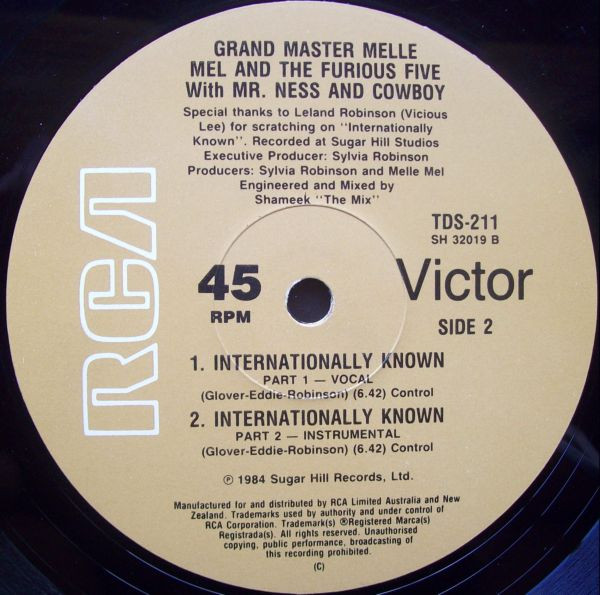 GRAND MASTER MELLE
MEL AND THE FURIOUS FIVE
With MR. NESS AND COWBOY
Special thanks to Leland Robinson (Vicious
Lee) for scratching on "Internationally
Known". Recorded at Sugar Hill Studios
Executive Producer: Sylvia Robinson
Producers: Sylvia Robinson and Melle Mel
Engineered and Mixed by
Shameek "The Mix"
TDS-211
SH 32019 B
RCA
45
RPM
Victor
SIDE 2
1. INTERNATIONALLY KNOWN
PART 1 — VOCAL
(Glover-Eddie-Robinson) (6.42) Control
2. INTERNATIONALLY KNOWN
PART 2 — INSTRUMENTAL
(Glover-Eddie-Robinson) (6.42) Control
℗ 1984 Sugar Hill Records, Ltd.
Manufactured for and distributed by RCA Limited Australia and New
Zealand. Trademarks used by authority and under control of
RCA Corporation. Trademark(s) ®Registered Marca(s)
Registrada(s). All rights reserved. Unauthorised
copying, public performance, broadcasting of
this recording prohibited.
(C)